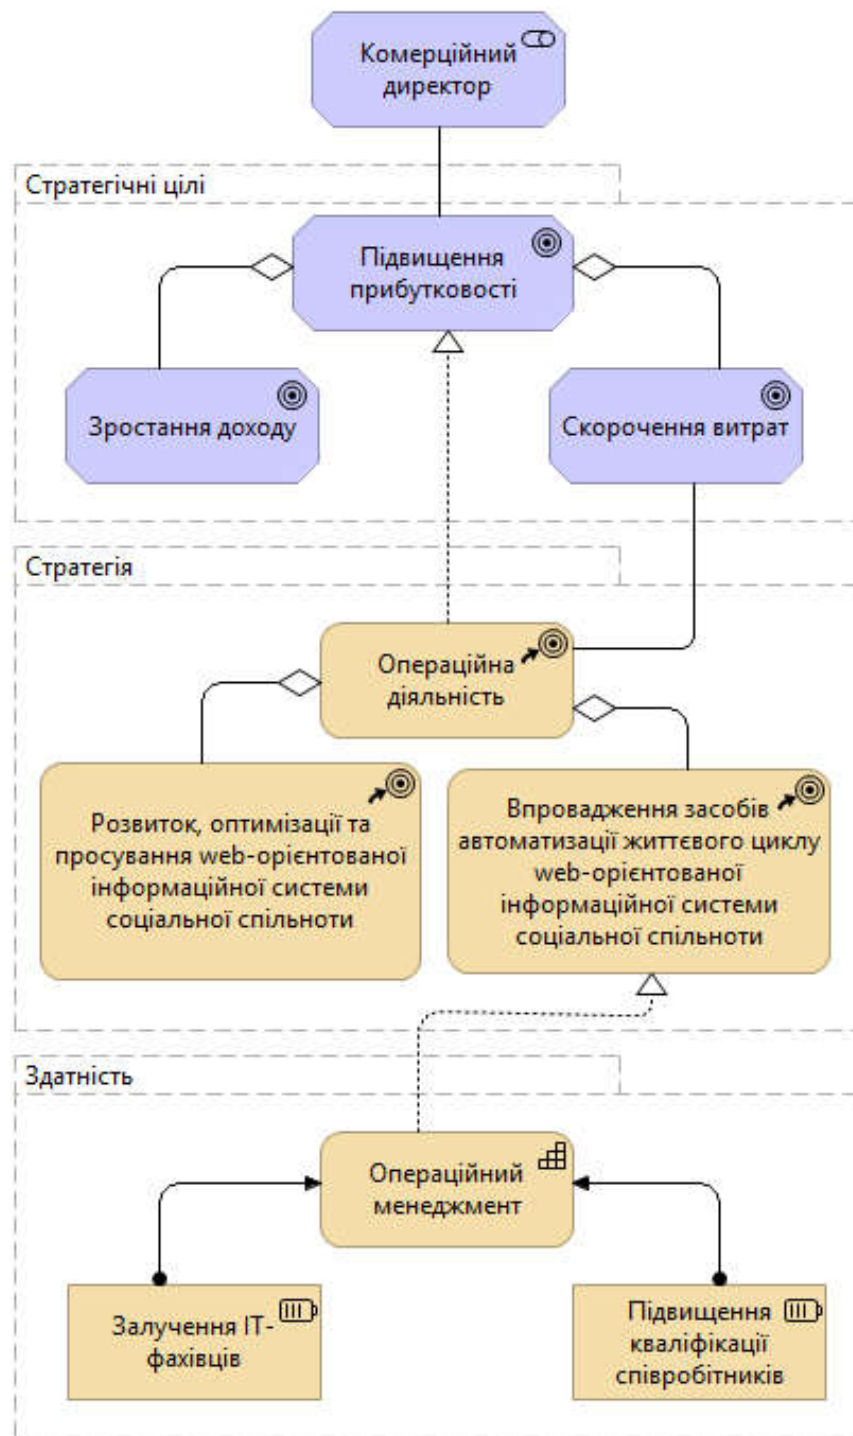 Комерційний
директор
Стратегічні цілі
Підвищення
прибутковості
Зростання доходу
Скорочення витрат
Стратегія
Операційна
діяльність
Розвиток, оптимізації та
просування web-орієнтованої
інформаційної системи
соціальної спільноти
Впровадження засобів
автоматизації життєвого циклу
web-орієнтованої
інформаційної системи
соціальної спільноти
Здатність
Операційний
менеджмент
Залучення ІТ-
фахівців
Підвищення
кваліфікації
співробітників